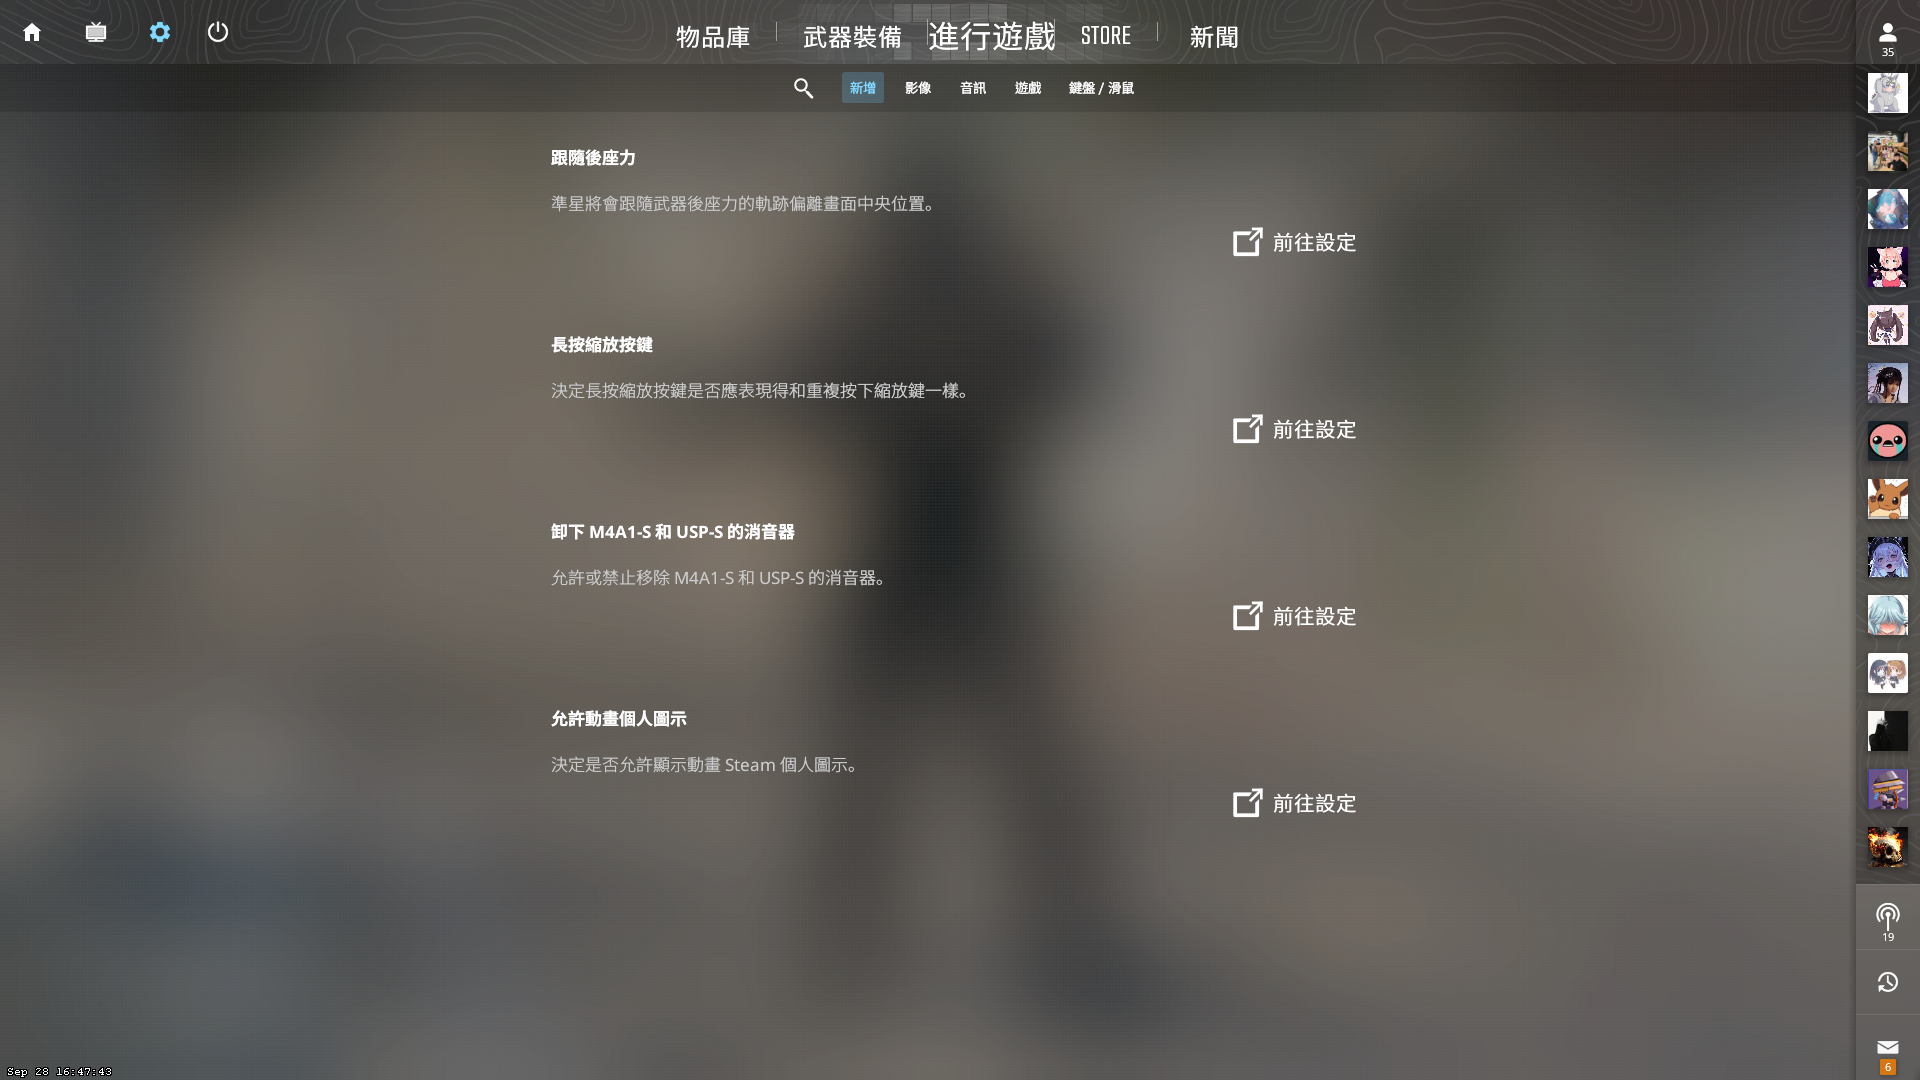 物品庫
武器裝備
進行遊戲
STORE
新聞
35
新增
影像
音訊
遊戲
鍵盤 / 滑鼠
跟隨後座力
準星將會跟隨武器後座力的軌跡偏離畫面中央位置。
前往設定
長按縮放按鍵
決定長按縮放按鍵是否應表現得和重複按下縮放鍵一樣。
前往設定
卸下 M4A1-S 和 USP-S 的消音器
允許或禁止移除 M4A1-S 和 USP-S 的消音器。
前往設定
允許動畫個人圖示
決定是否允許顯示動畫 Steam 個人圖示。
前往設定
19
6
Sep 28 16:47:43